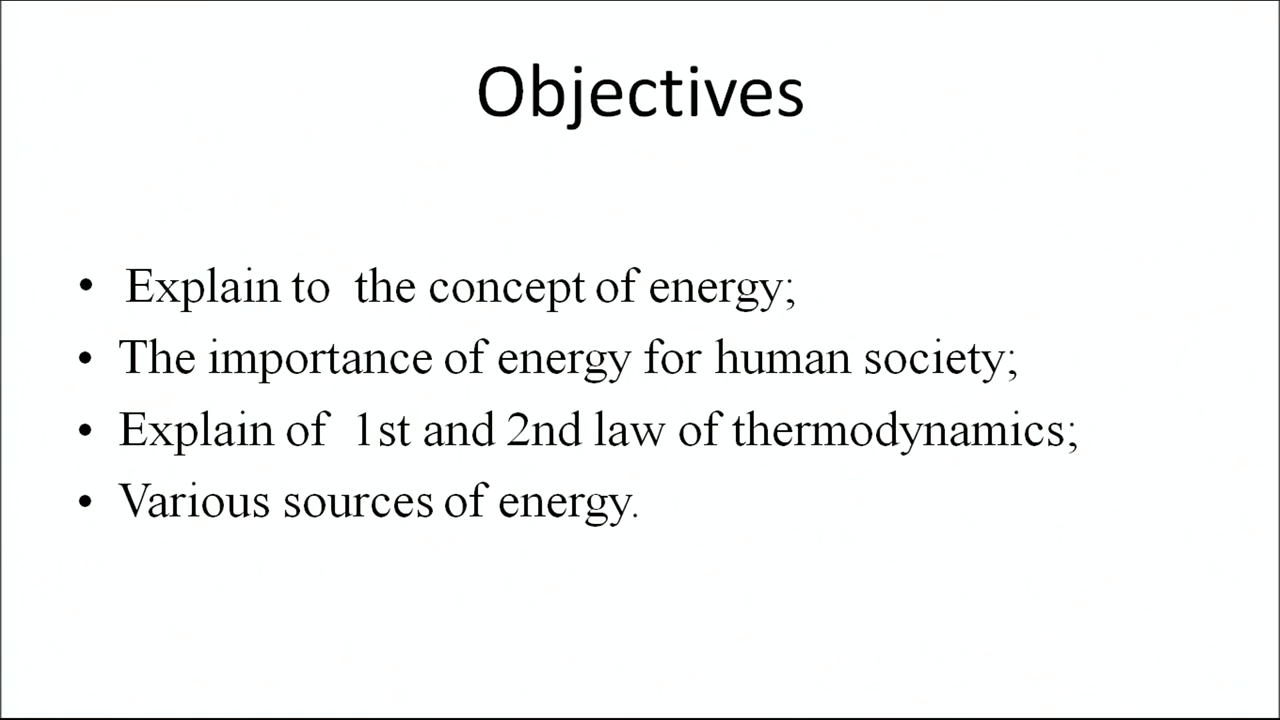 Objectives
• Explain to the concept of energy;
• The importance of energy for human society;
• Explain of 1st and 2nd law of thermodynamics;
• Various sources of energy.